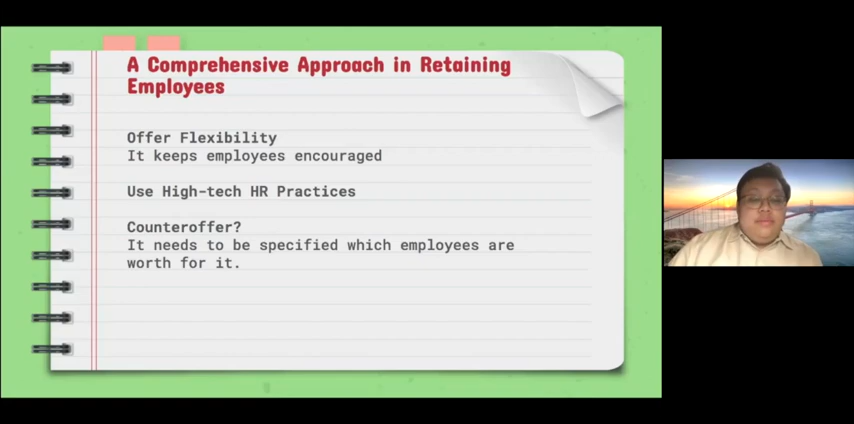 A Comprehensive Approach in Retaining
Employees
Offer Flexibility
It keeps employees encouraged
Use High-tech HR Practices
Counteroffer?
It needs to be specified which employees are
worth for it.